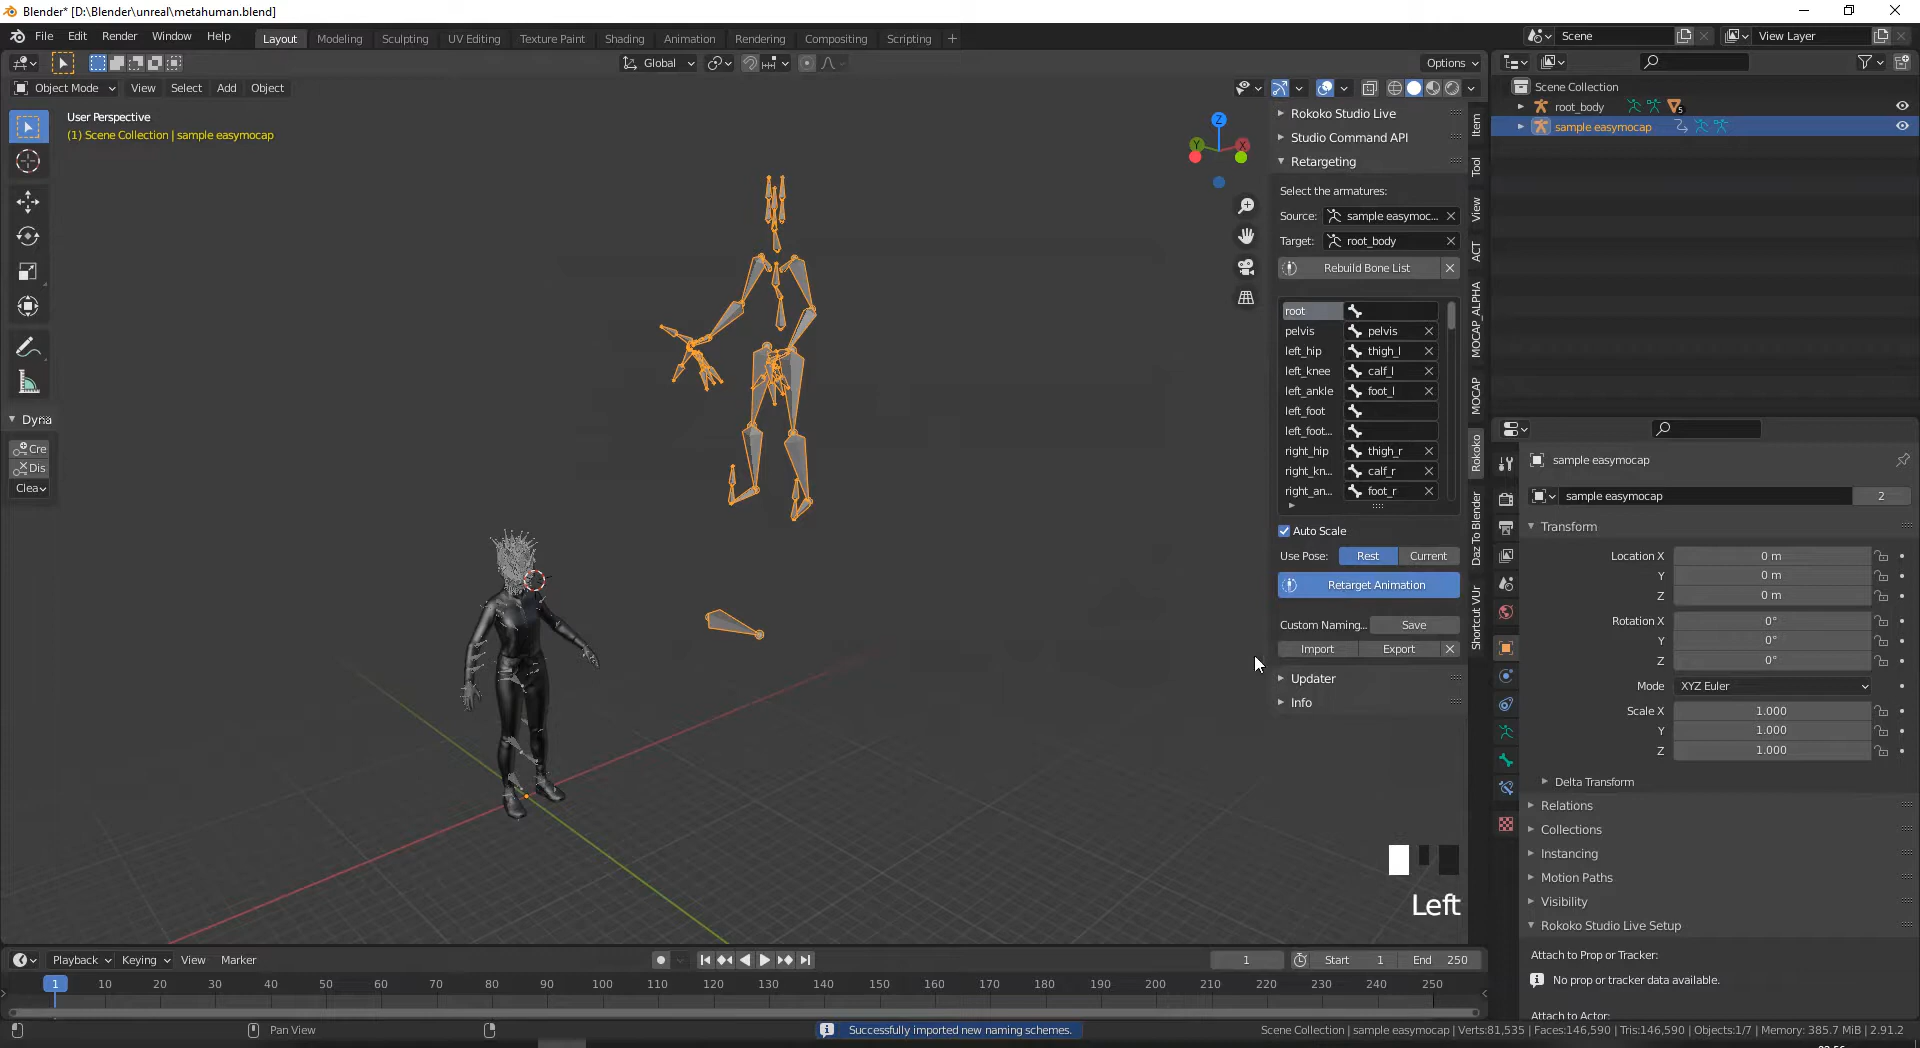 Blender* [D:\Blender\unreal\metahuman.blend]
File Edit Render Window Help Layout Modeling Sculpting UV Editing Texture Paint Shading Animation Rendering Compositing Scripting + Scene View Layer
Global Options
Object Mode View Select Add Object
User Perspective
(1) Scene Collection | sample easymocap
Dyna
Cre
Dis
Clea
Z
Y
X
Rokoko Studio Live
Studio Command API
Retargeting
Select the armatures:
Source: sample easymoc...
Target: root_body
Rebuild Bone List
root
pelvis pelvis
left_hip thigh_l
left_knee calf_l
left_ankle foot_l
left_foot
left_foot...
right_hip thigh_r
right_kn... calf_r
right_an... foot_r
Auto Scale
Use Pose: Rest Current
Retarget Animation
Custom Naming... Save
Import Export
Updater
Info
Item
Tool
View
ACT
MOCAP_ALPHA
MOCAP
Rokoko
Daz To Blender
Shortcut VUr
Left
Scene Collection
root_body 5
sample easymocap
sample easymocap
sample easymocap 2
Transform
Location X 0 m
Y 0 m
Z 0 m
Rotation X 0°
Y 0°
Z 0°
Mode XYZ Euler
Scale X 1.000
Y 1.000
Z 1.000
Delta Transform
Relations
Collections
Instancing
Motion Paths
Visibility
Rokoko Studio Live Setup
Attach to Prop or Tracker:
No prop or tracker data available.
Attach to Actor:
Playback Keying View Marker 1 Start 1 End 250
1 10 20 30 40 50 60 70 80 90 100 110 120 130 140 150 160 170 180 190 200 210 220 230 240 250
Pan View Successfully imported new naming schemes. Scene Collection | sample easymocap | Verts:81,535 | Faces:146,590 | Tris:146,590 | Objects:1/7 | Memory: 385.7 MiB | 2.91.2